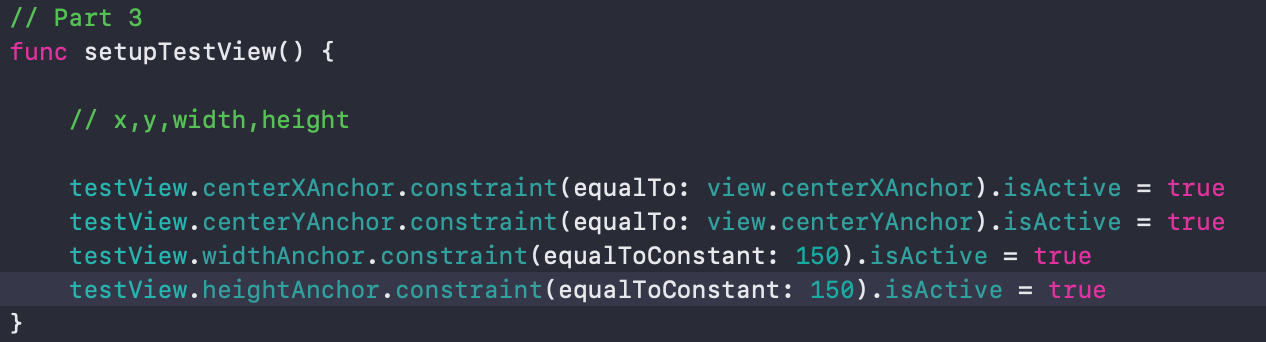 // Part 3
func setupTestView() {
// x,y,width,height
testView.centerXAnchor.constraint(equalTo: view.centerXAnchor).isActive = true
testView.centerYAnchor.constraint(equalTo: view.centerYAnchor).isActive = true
testView.widthAnchor.constraint(equalToConstant: 150).isActive = true
testView.heightAnchor.constraint(equalToConstant: 150).isActive = true
}